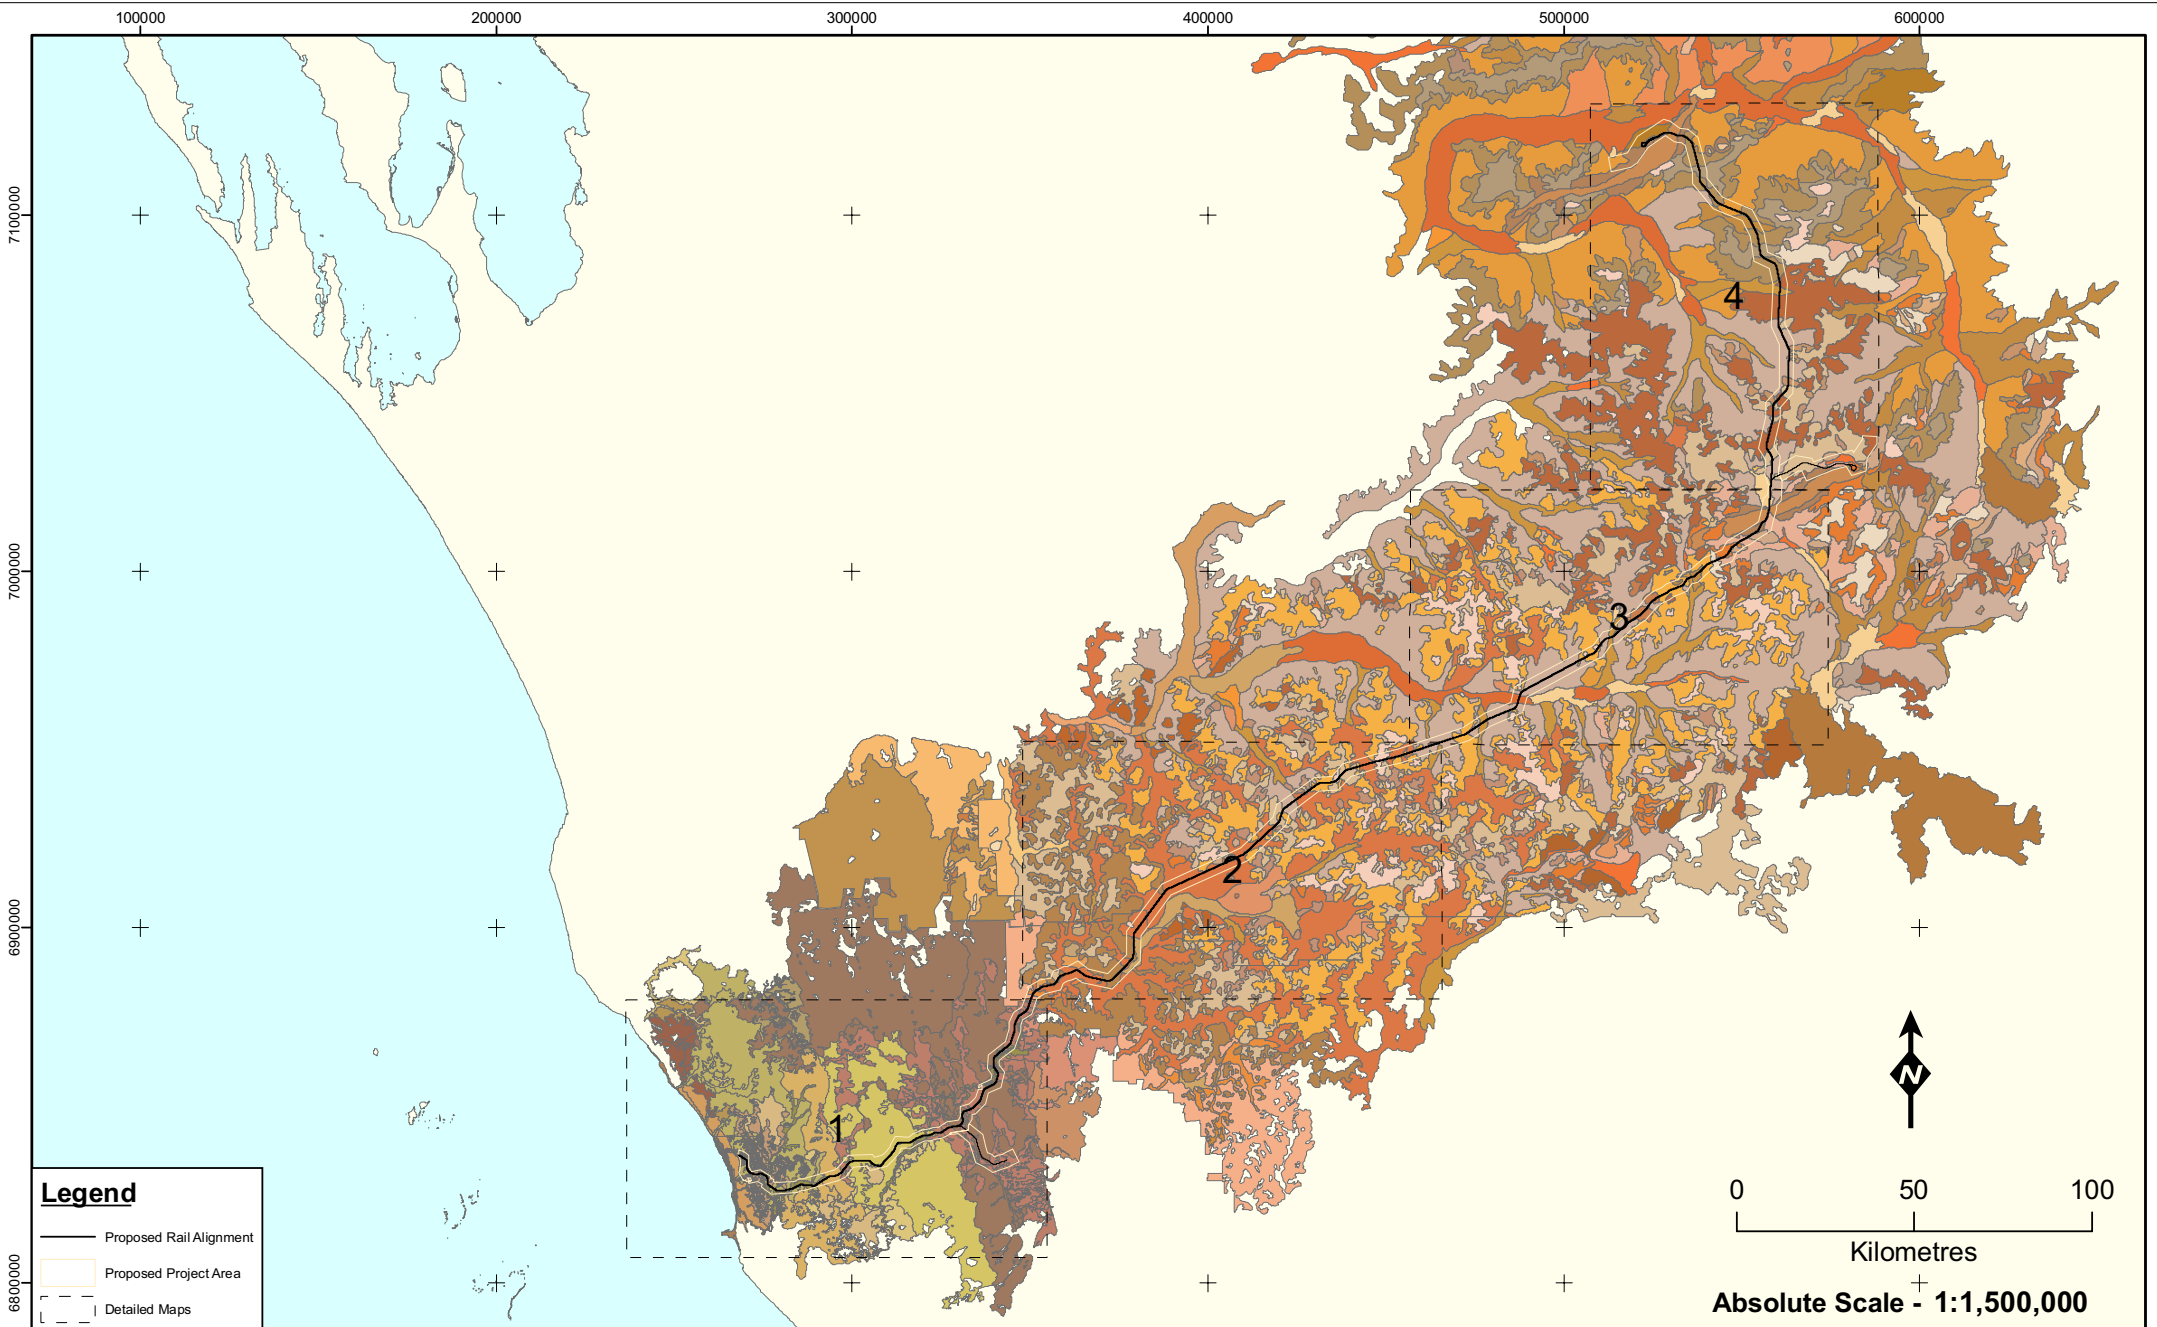 100000 200000 300000 400000 500000 600000
7100000
7000000
6900000
6800000
4
3
2
1
N
Legend
Proposed Rail Alignment
Proposed Project Area
Detailed Maps
0 50 100
Kilometres
Absolute Scale - 1:1,500,000